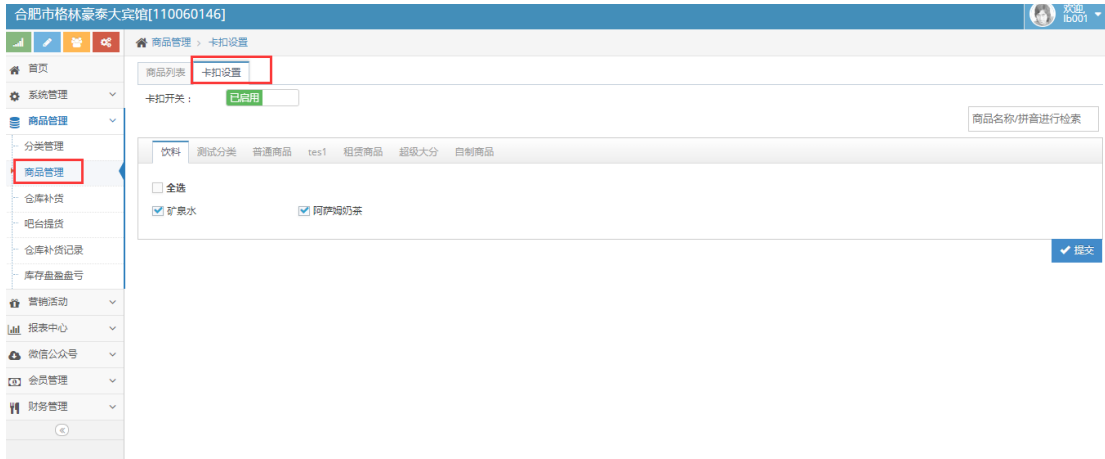 合肥市格林豪泰大宾馆[110060146]
欢迎,
lb001
商品管理 > 卡扣设置
首页
系统管理
商品管理
分类管理
商品管理
仓库补货
吧台提货
仓库补货记录
库存盘盈盘亏
营销活动
报表中心
微信公众号
会员管理
财务管理
商品列表 卡扣设置
卡扣开关： 已启用
商品名称/拼音进行检索
饮料 测试分类 普通商品 tes1 租赁商品 超级大分 自制商品
全选
矿泉水 阿萨姆奶茶
提交